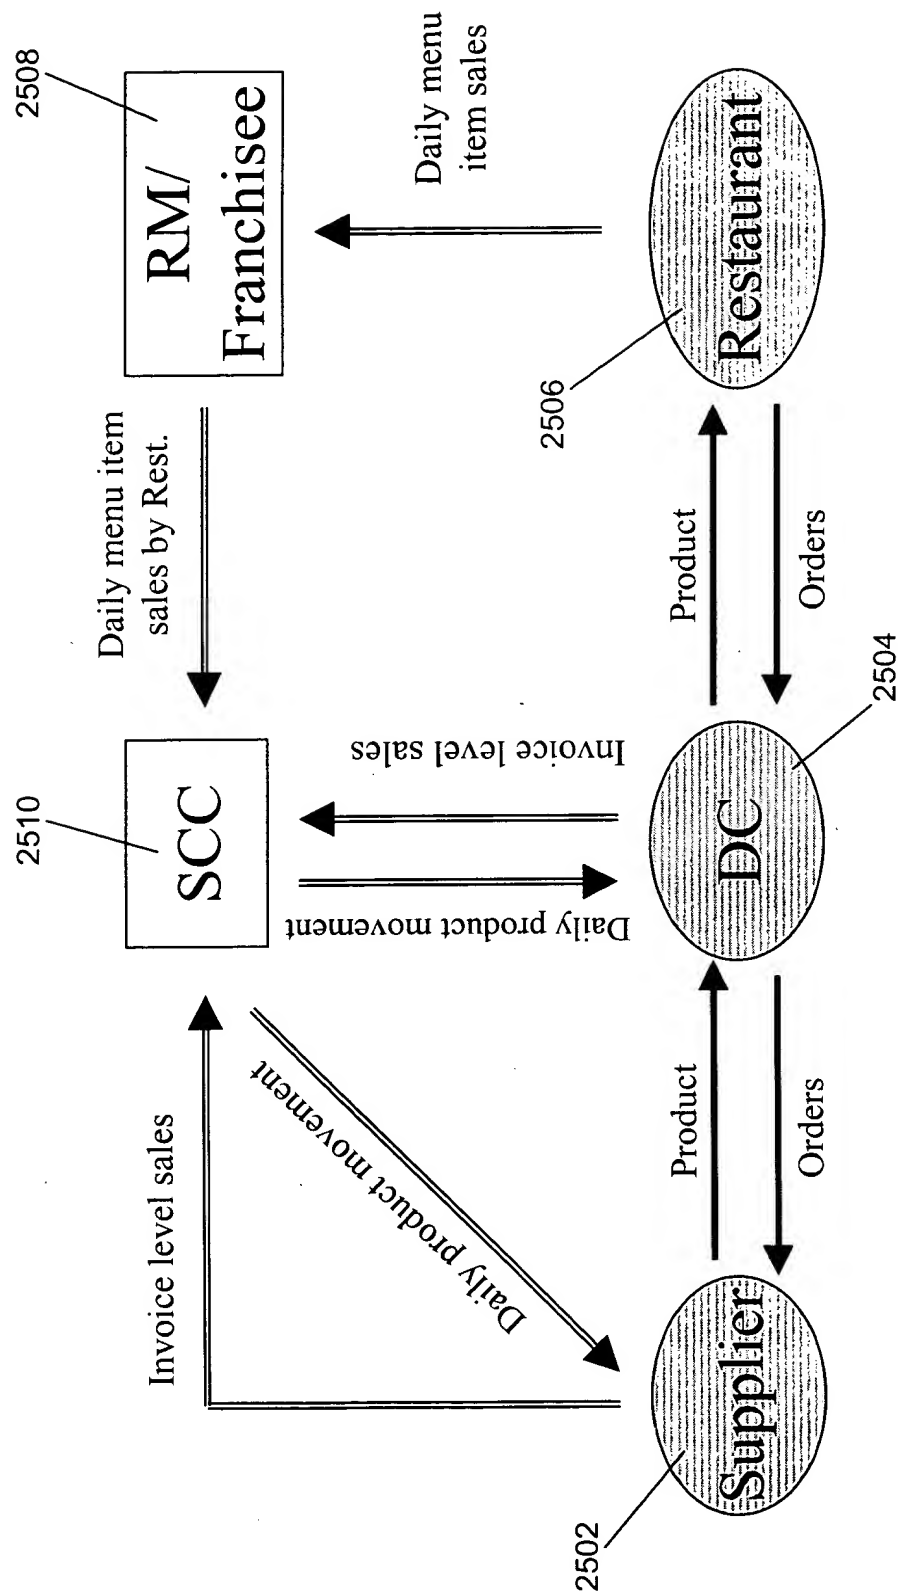 2510
2508
SCC
RM/
Franchisee
Daily menu item
sales by Rest.
Invoice level sales
Daily product movement
Daily product movement
Invoice level sales
Daily menu
item sales
2502
Supplier
Product
Orders
DC
2504
Product
Orders
2506
Restaurant